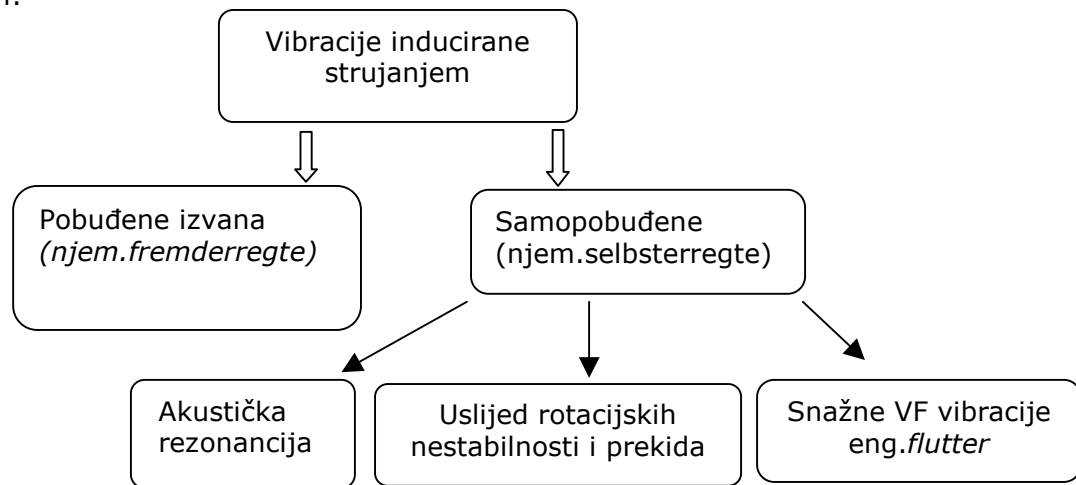 Vibracije inducirane
strujanjem
Pobuđene izvana
(njem.fremderregte)
Samopobuđene
(njem.selbsterregte)
Akustička
rezonancija
Uslijed rotacijskih
nestabilnosti i prekida
Snažne VF vibracije
eng.flutter